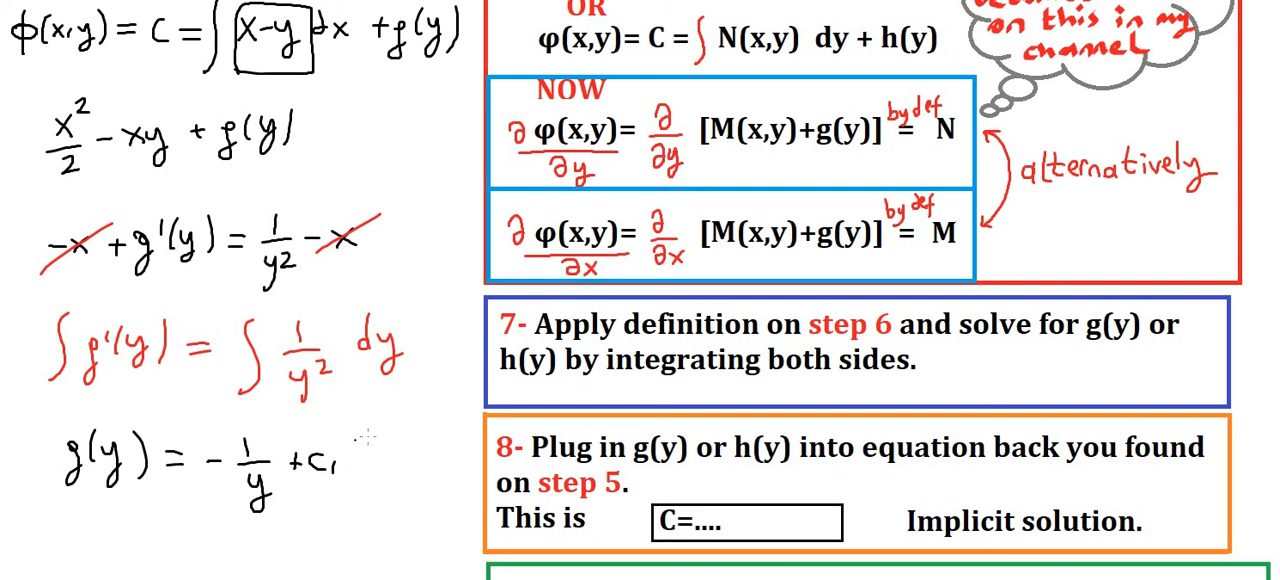 ϕ(x,y) = C = ∫ x-y dx + g(y)
x²/2 - xy + g(y)
-x + g'(y) = 1/y² - x
∫ g'(y) = ∫ 1/y² dy
g(y) = - 1/y + c₁
OR
φ(x,y)= C = ∫ N(x,y) dy + h(y)
on this in my
channel
NOW
∂ φ(x,y)/∂y = ∂/∂y [M(x,y)+g(y)] by def = N
alternatively
∂ φ(x,y)/∂x = ∂/∂x [M(x,y)+g(y)] by def = M
7- Apply definition on step 6 and solve for g(y) or
h(y) by integrating both sides.
8- Plug in g(y) or h(y) into equation back you found
on step 5.
This is C=.... Implicit solution.